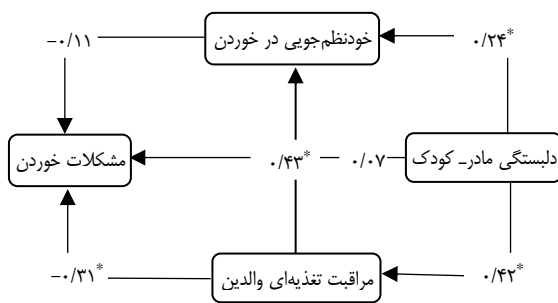 -۰/۱۱
خودنظم‌جویی در خوردن
۰/۲۴*
مشکلات خوردن
۰/۴۳*
۰/۰۷
دلبستگی مادر- کودک
-۰/۳۱*
مراقبت تغذیه‌ای والدین
۰/۴۲*